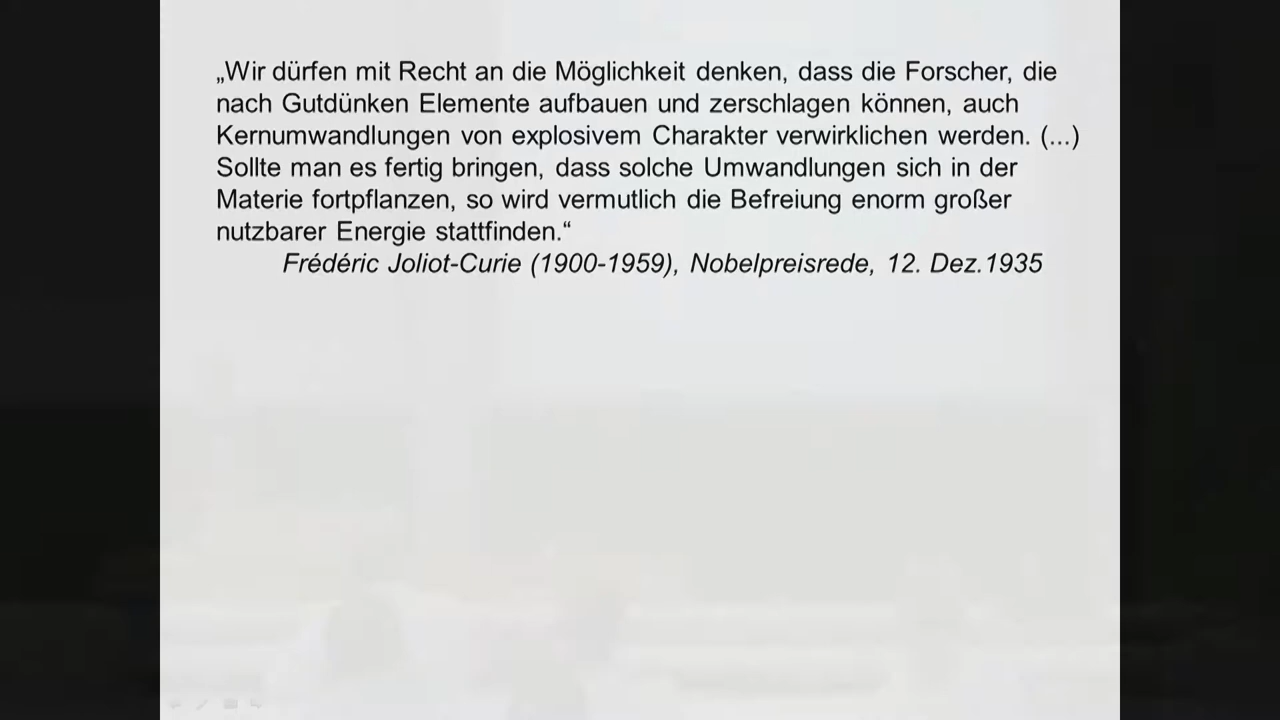 „Wir dürfen mit Recht an die Möglichkeit denken, dass die Forscher, die
nach Gutdünken Elemente aufbauen und zerschlagen können, auch
Kernumwandlungen von explosivem Charakter verwirklichen werden. (...)
Sollte man es fertig bringen, dass solche Umwandlungen sich in der
Materie fortpflanzen, so wird vermutlich die Befreiung enorm großer
nutzbarer Energie stattfinden.“
Frédéric Joliot-Curie (1900-1959), Nobelpreisrede, 12. Dez.1935